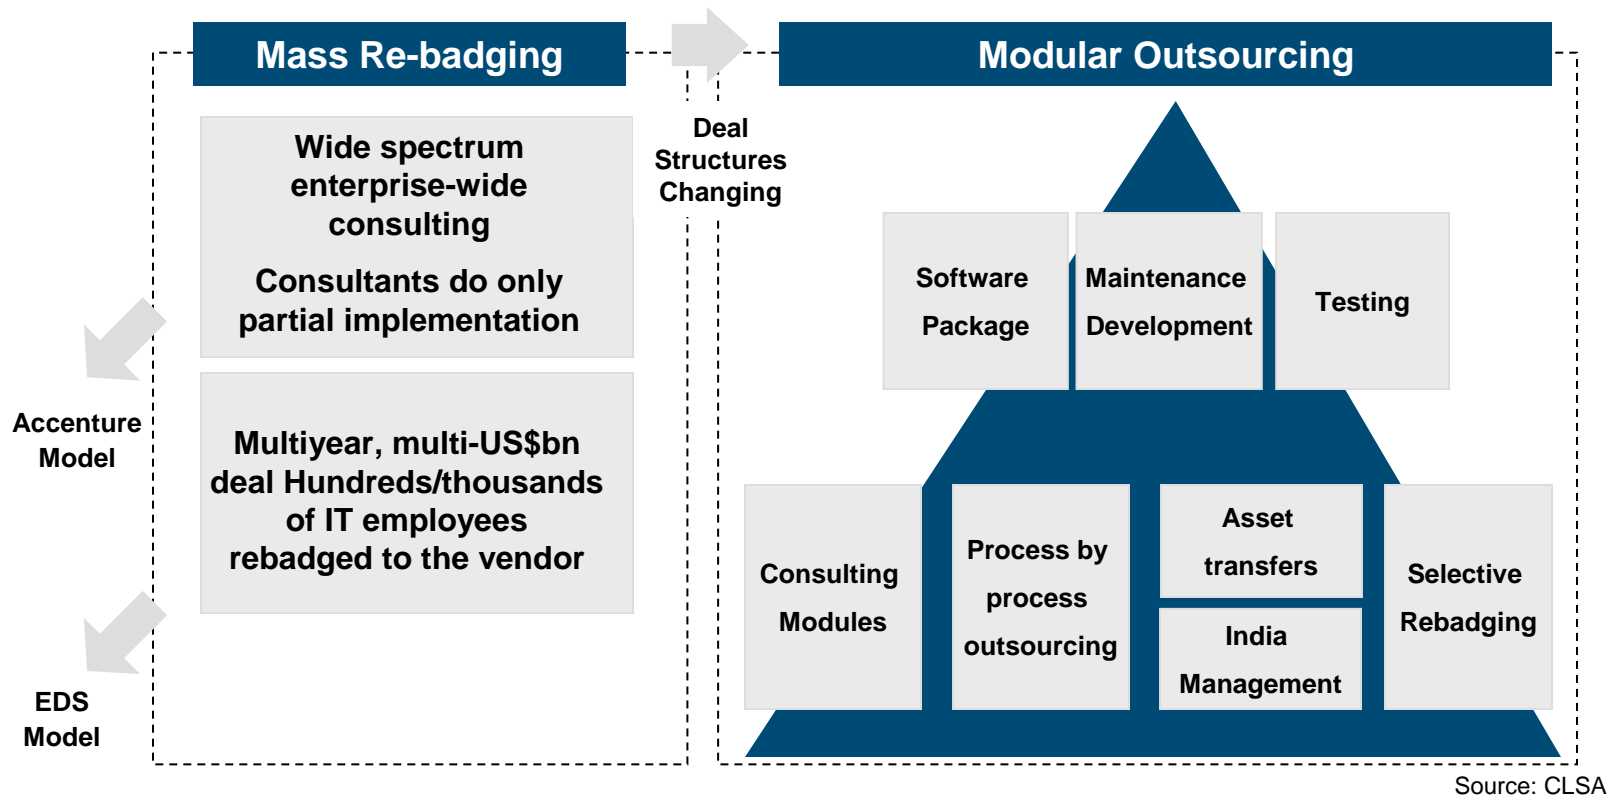 Mass Re-badging
Wide spectrum
enterprise-wide
consulting
Consultants do only
partial implementation
Multiyear, multi-US$bn
deal Hundreds/thousands
of IT employees
rebadged to the vendor
Accenture
Model
EDS
Model
Deal
Structures
Changing
Modular Outsourcing
Software
Package
Maintenance
Development
Testing
Consulting
Modules
Process by
process
outsourcing
Asset
transfers
India
Management
Selective
Rebadging
Source: CLSA